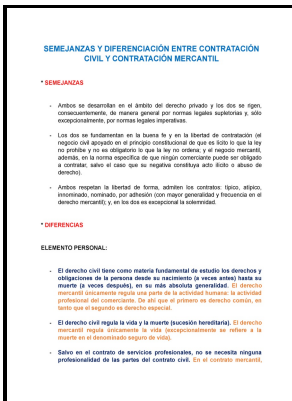 SEMEJANZAS Y DIFERENCIACIÓN ENTRE CONTRATACIÓN
CIVIL Y CONTRATACIÓN MERCANTIL
* SEMEJANZAS
- Ambos se desarrollan en el ámbito del derecho privado y los dos se rigen,
consecuentemente, de manera general por normas legales supletorias y, sólo
excepcionalmente, por normas legales imperativas.
- Los dos se fundamentan en la buena fe y en la libertad de contratación (el
negocio civil apoyado en el principio constitucional de que es lícito lo que la ley
no prohíbe y no es obligatorio lo que la ley no ordena; y el negocio mercantil,
además, en la norma específica de que ningún comerciante puede ser obligado
a contratar, salvo el caso que su negativa constituya acto ilícito o abuso de
derecho).
- Ambos respetan la libertad de forma, admiten los contratos: típico, atípico,
innominado, nominado, por adhesión (con mayor generalidad y frecuencia en el
derecho mercantil); y, en los dos es excepcional la solemnidad.
* DIFERENCIAS
ELEMENTO PERSONAL:
- El derecho civil tiene como materia fundamental de estudio los derechos y
obligaciones de la persona desde su nacimiento (a veces antes) hasta su
muerte (a veces después), en su más absoluta generalidad. El derecho
mercantil únicamente regula una parte de la actividad humana: la actividad
profesional del comerciante. De ahí que el primero es derecho común, en
tanto que el segundo es derecho especial.
- El derecho civil regula la vida y la muerte (sucesión hereditaria). El derecho
mercantil regula únicamente la vida (excepcionalmente se refiere a la
muerte en el denominado seguro de vida).
- Salvo en el contrato de servicios profesionales, no se necesita ninguna
profesionalidad de las partes del contrato civil. En el contrato mercantil,